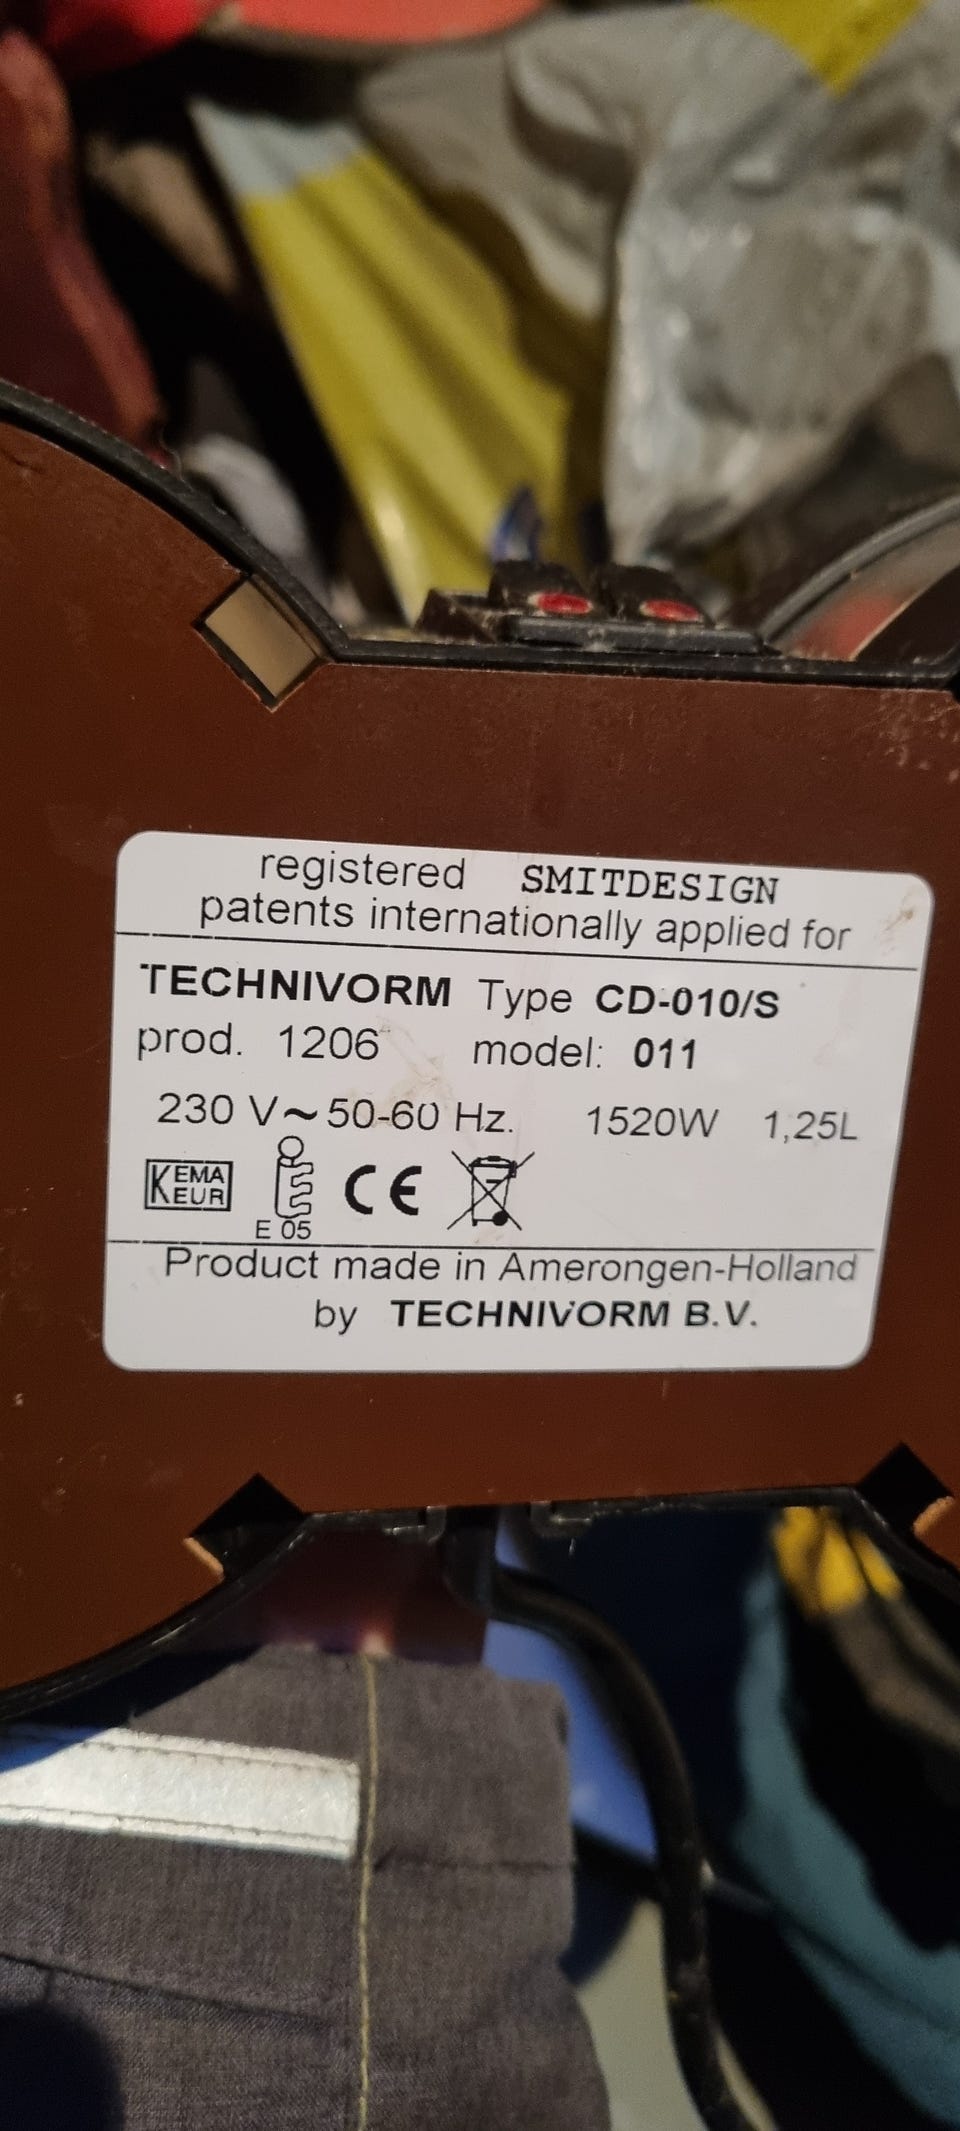 registered SMITDESIGN
patents internationally applied for
TECHNIVORM Type CD-010/S
prod. 1206 model: 011
230 V~50-60 Hz. 1520W 1,25L
KEMA
EUR
E 05
CE
Product made in Amerongen-Holland
by TECHNIVORM B.V.